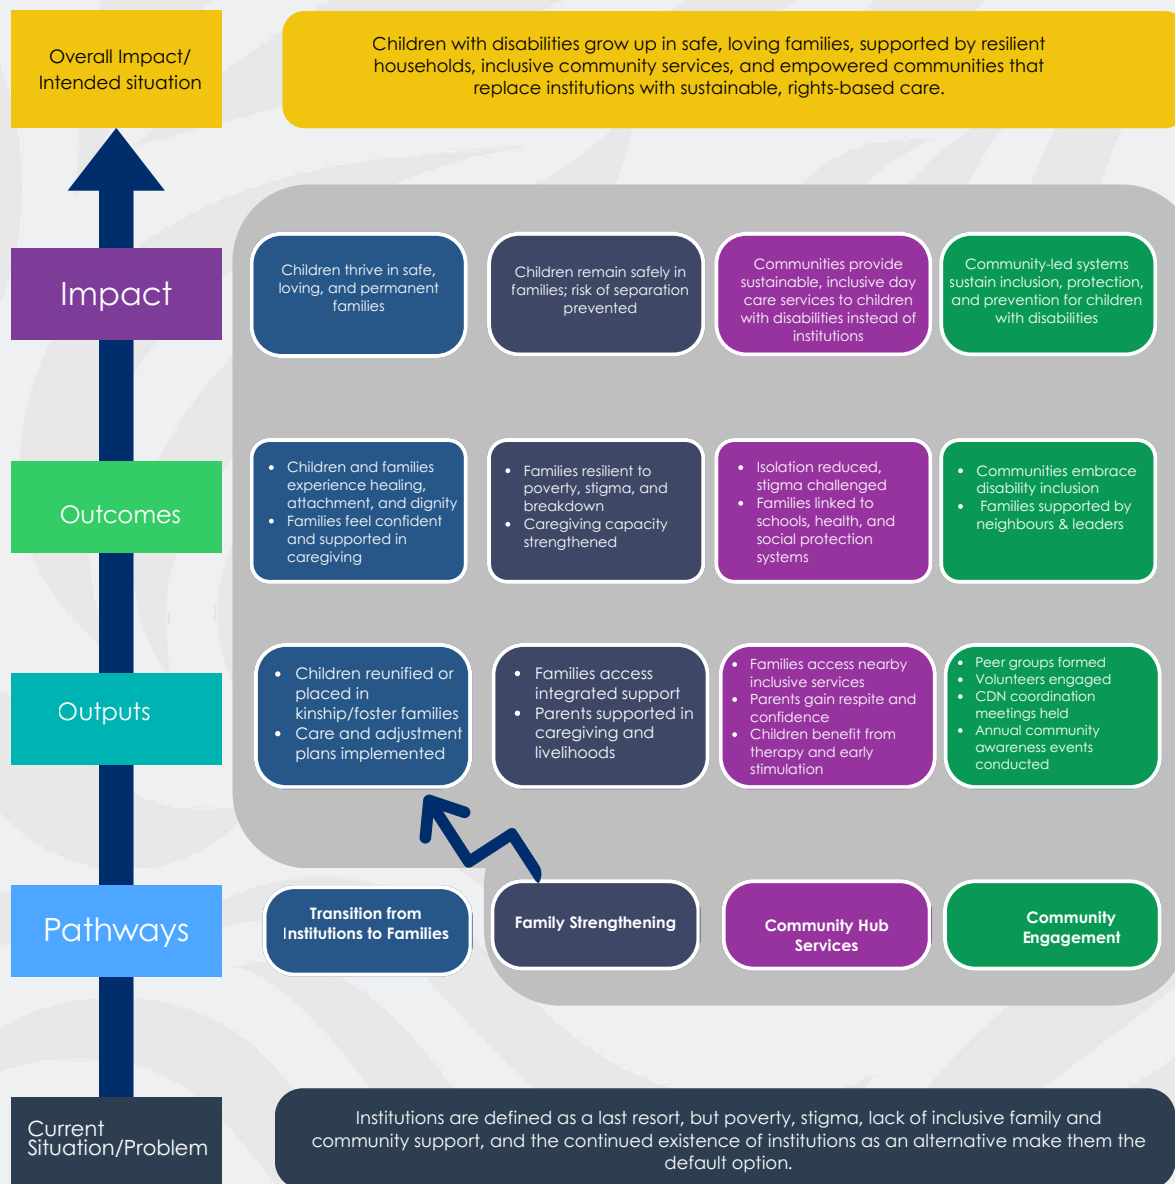 Overall Impact/
Intended situation
Children with disabilities grow up in safe, loving families, supported by resilient
households, inclusive community services, and empowered communities that
replace institutions with sustainable, rights-based care.
Impact
Children thrive in safe,
loving, and permanent
families
Children remain safely in
families; risk of separation
prevented
Communities provide
sustainable, inclusive day
care services to children
with disabilities instead of
institutions
Community-led systems
sustain inclusion, protection,
and prevention for children
with disabilities
Outcomes
• Children and families
experience healing,
attachment, and dignity
• Families feel confident
and supported in
caregiving
• Families resilient to
poverty, stigma, and
breakdown
• Caregiving capacity
strengthened
• Isolation reduced,
stigma challenged
• Families linked to
schools, health, and
social protection
systems
• Communities embrace
disability inclusion
• Families supported by
neighbours & leaders
Outputs
• Children reunified or
placed in
kinship/foster families
• Care and adjustment
plans implemented
• Families access
integrated support
• Parents supported in
caregiving and
livelihoods
• Families access nearby
inclusive services
• Parents gain respite and
confidence
• Children benefit from
therapy and early
stimulation
• Peer groups formed
• Volunteers engaged
• CDN coordination
meetings held
• Annual community
awareness events
conducted
Pathways
Transition from
Institutions to Families
Family Strengthening
Community Hub
Services
Community
Engagement
Current
Situation/Problem
Institutions are defined as a last resort, but poverty, stigma, lack of inclusive family and
community support, and the continued existence of institutions as an alternative make them the
default option.